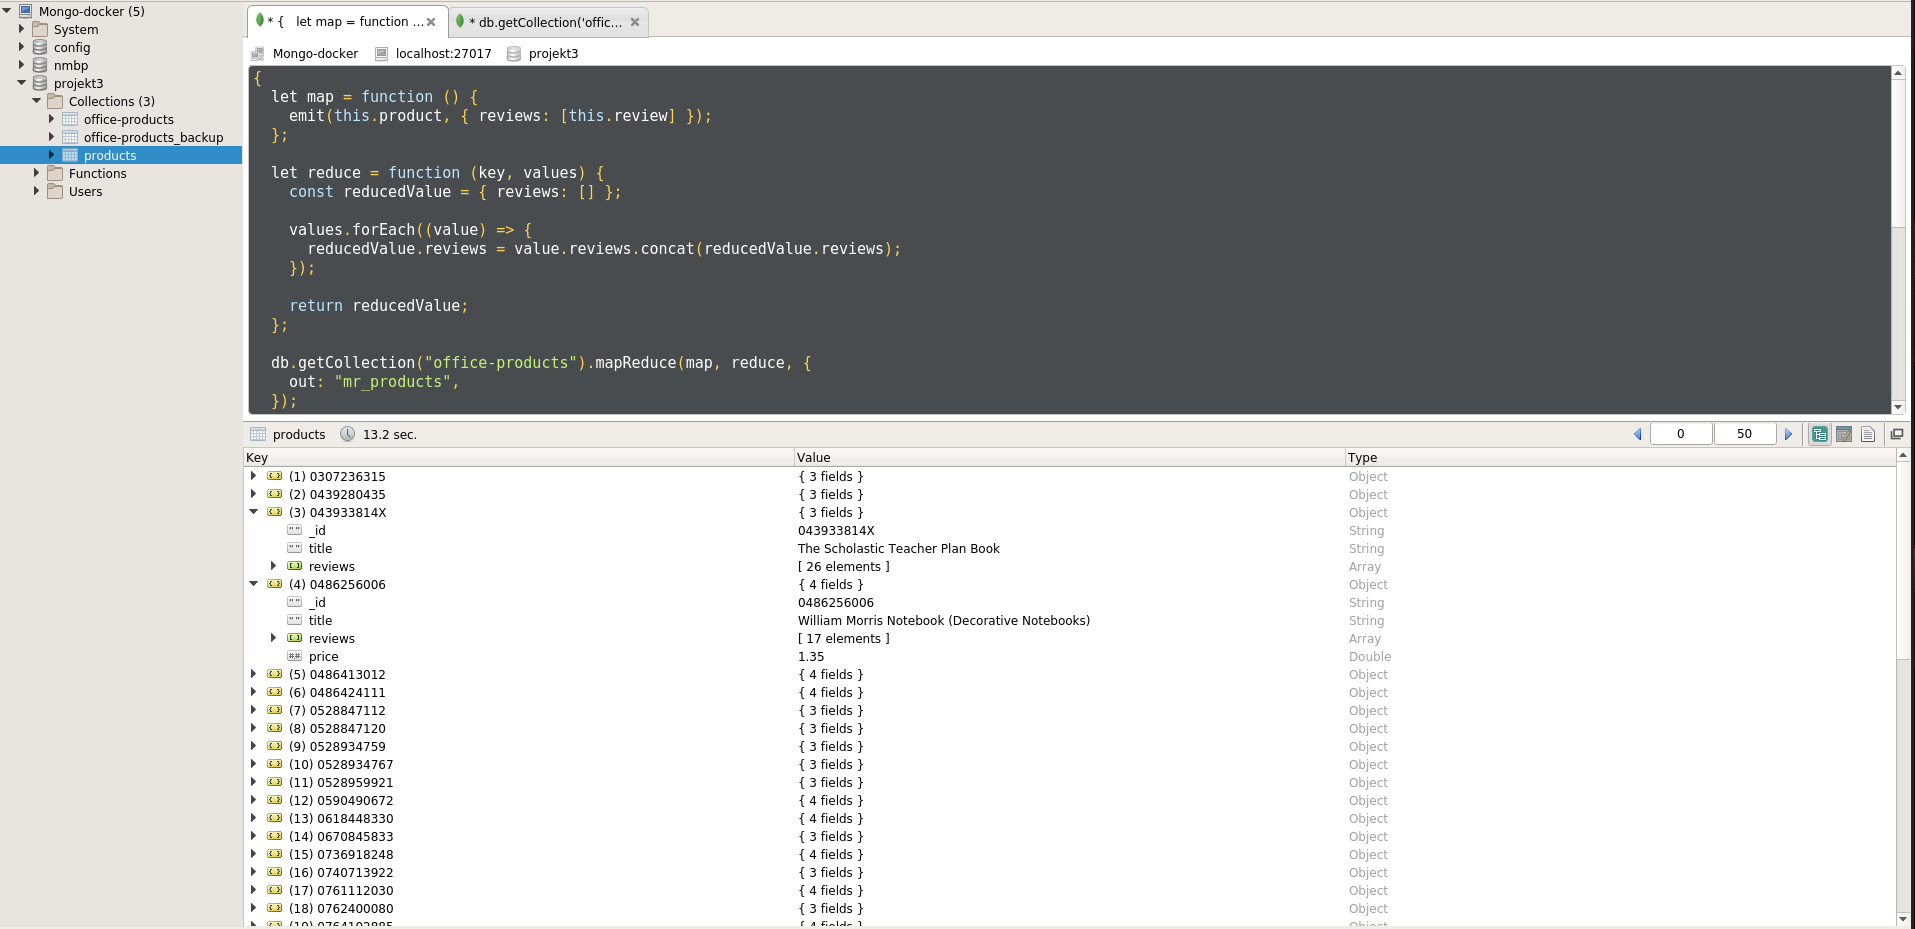 Mongo-docker (5)
System
config
nmbp
projekt3
Collections (3)
office-products
office-products_backup
products
Functions
Users
* {   let map = function ...
* db.getCollection('offic...
Mongo-docker localhost:27017 projekt3
{
  let map = function () {
    emit(this.product, { reviews: [this.review] });
  };
  let reduce = function (key, values) {
    const reducedValue = { reviews: [] };
    values.forEach((value) => {
      reducedValue.reviews = value.reviews.concat(reducedValue.reviews);
    });
    return reducedValue;
  };
  db.getCollection("office-products").mapReduce(map, reduce, {
    out: "mr_products",
  });
products 13.2 sec. 0 50
Key Value Type
(1) 0307236315 { 3 fields } Object
(2) 0439280435 { 3 fields } Object
(3) 043933814X { 3 fields } Object
_id 043933814X String
title The Scholastic Teacher Plan Book String
reviews [ 26 elements ] Array
(4) 0486256006 { 4 fields } Object
_id 0486256006 String
title William Morris Notebook (Decorative Notebooks) String
reviews [ 17 elements ] Array
price 1.35 Double
(5) 0486413012 { 4 fields } Object
(6) 0486424111 { 4 fields } Object
(7) 0528847112 { 3 fields } Object
(8) 0528847120 { 3 fields } Object
(9) 0528934759 { 3 fields } Object
(10) 0528934767 { 3 fields } Object
(11) 0528959921 { 3 fields } Object
(12) 0590490672 { 4 fields } Object
(13) 0618448330 { 4 fields } Object
(14) 0670845833 { 3 fields } Object
(15) 0736918248 { 4 fields } Object
(16) 0740713922 { 3 fields } Object
(17) 0761112030 { 4 fields } Object
(18) 0762400080 { 3 fields } Object